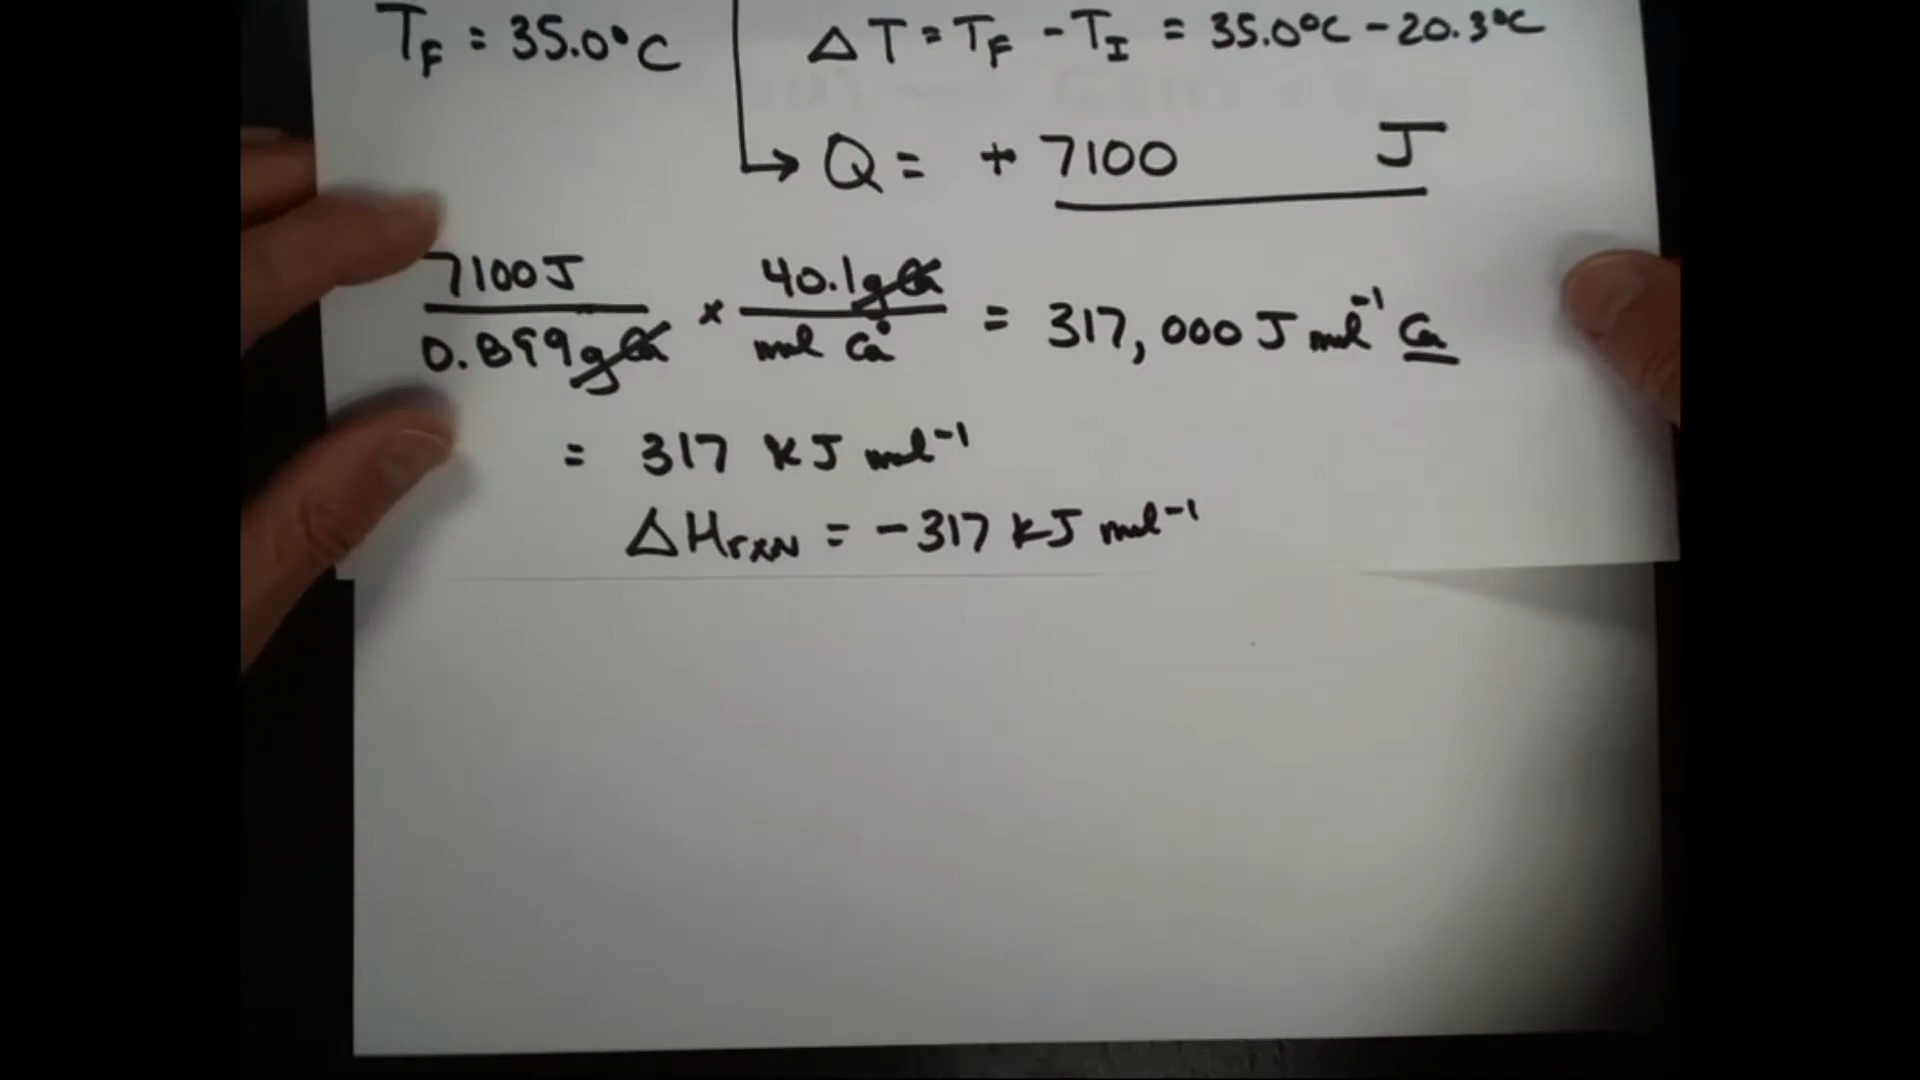 T_F = 35.0°C
ΔT = T_F - T_I = 35.0°C - 20.3°C
→ Q = + 7100 J
7100 J / 0.899 g Ca × 40.1 g Ca / mol Ca = 317,000 J mol⁻¹ Ca
= 317 kJ mol⁻¹
ΔH_rxn = -317 kJ mol⁻¹